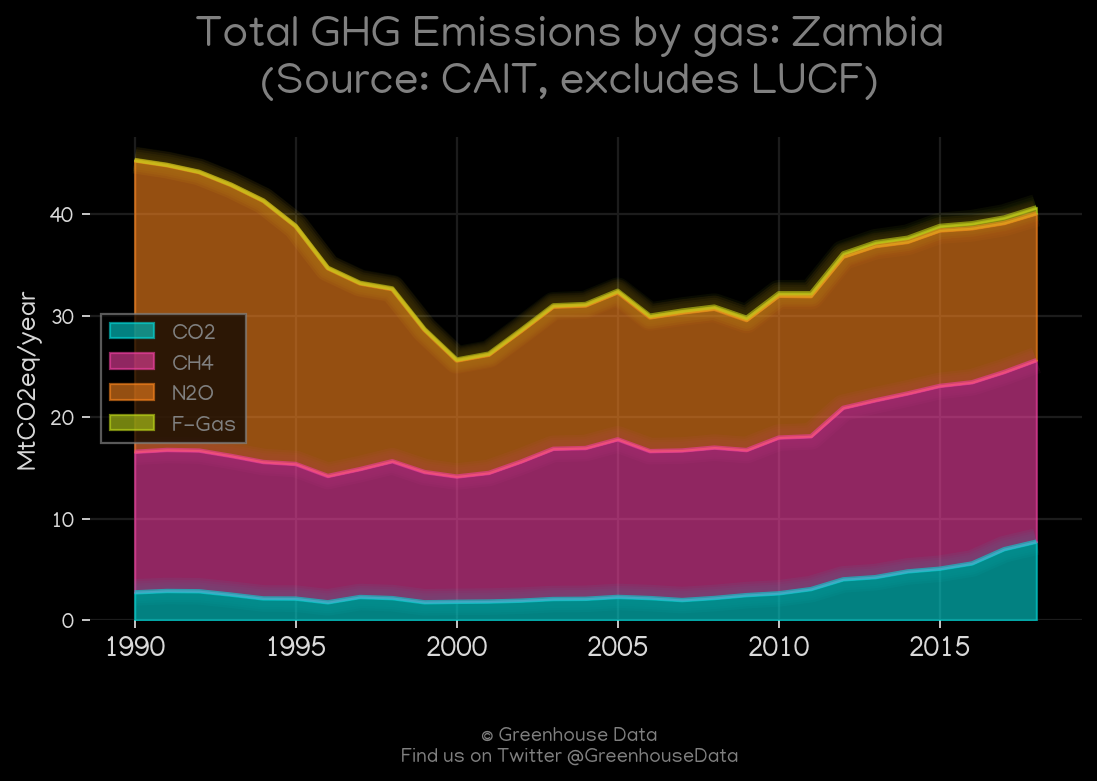 Total GHG Emissions by gas: Zambia
(Source: CAIT, excludes LUCF)
MtCO2eq/year
40
30
20
10
0
CO2
CH4
N2O
F-Gas
1990 1995 2000 2005 2010 2015
© Greenhouse Data
Find us on Twitter @GreenhouseData